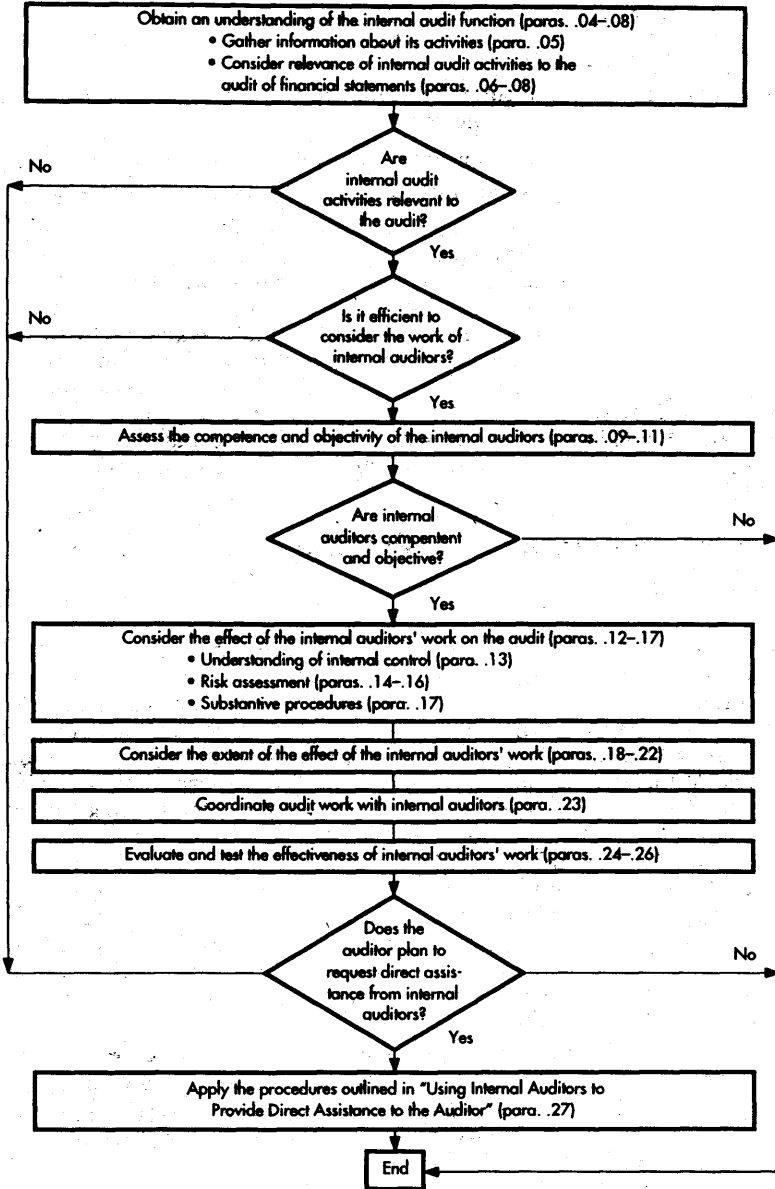 Obtain an understanding of the internal audit function (paras. .04–.08)
• Gather information about its activities (para. .05)
• Consider relevance of internal audit activities to the
audit of financial statements (paras. .06–.08)
Are
internal audit
activities relevant to
the audit?
No
Yes
Is it efficient to
consider the work of
internal auditors?
No
Yes
Assess the competence and objectivity of the internal auditors (paras. .09–.11)
Are internal
auditors compentent
and objective?
No
Yes
Consider the effect of the internal auditors' work on the audit (paras. .12–.17)
• Understanding of internal control (para. .13)
• Risk assessment (paras. .14–.16)
• Substantive procedures (para. .17)
Consider the extent of the effect of the internal auditors' work (paras. .18–.22)
Coordinate audit work with internal auditors (para. .23)
Evaluate and test the effectiveness of internal auditors' work (paras. .24–.26)
Does the
auditor plan to
request direct assis-
tance from internal
auditors?
No
Yes
Apply the procedures outlined in "Using Internal Auditors to
Provide Direct Assistance to the Auditor" (para. .27)
End